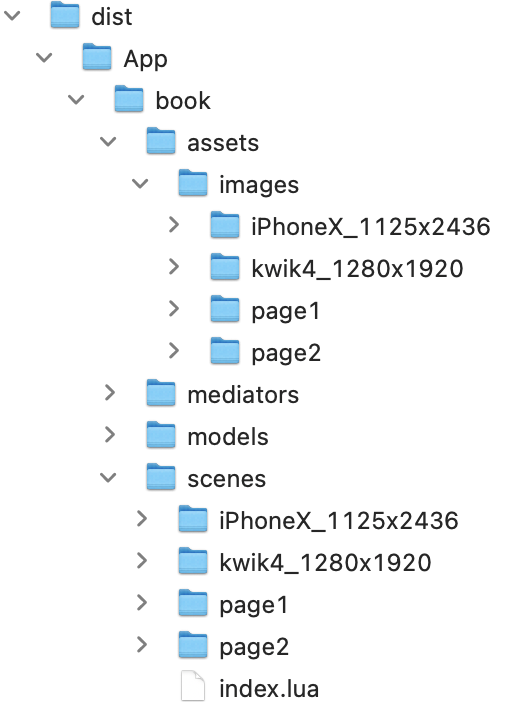 dist
App
book
assets
images
iPhoneX_1125x2436
kwik4_1280x1920
page1
page2
mediators
models
scenes
iPhoneX_1125x2436
kwik4_1280x1920
page1
page2
index.lua